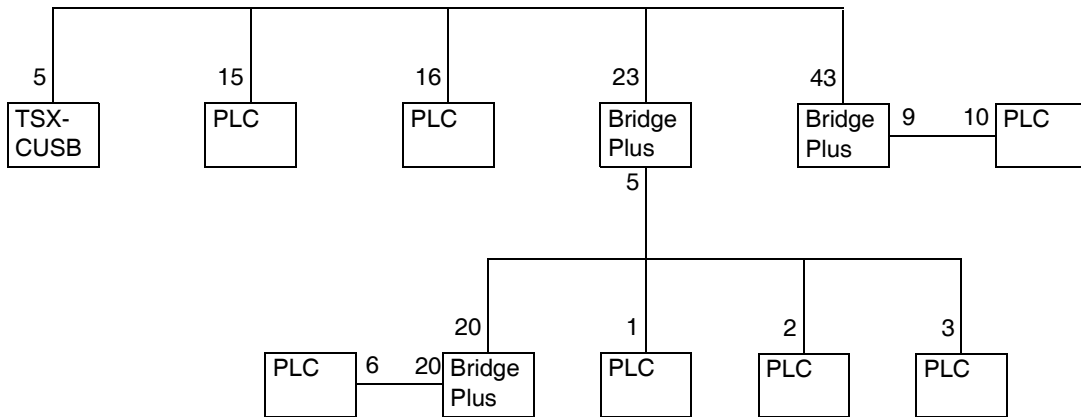 5
15
16
23
43
TSX-
CUSB
PLC
PLC
Bridge
Plus
Bridge
Plus
9
10
PLC
5
20
1
2
3
PLC
6
20
Bridge
Plus
PLC
PLC
PLC